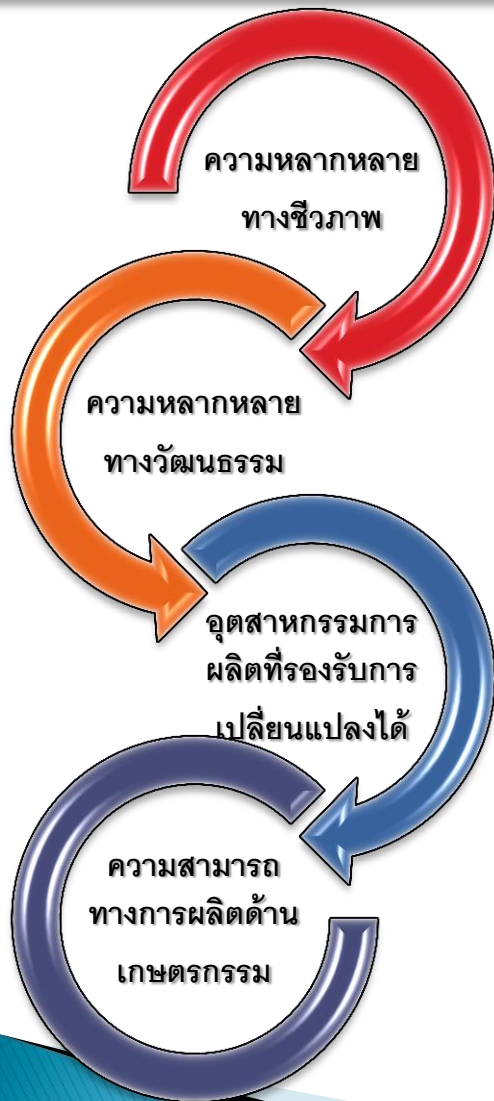 ความหลากหลาย
ทางชีวภาพ
ความหลากหลาย
ทางวัฒนธรรม
อุตสาหกรรมการ
ผลิตที่รองรับการ
เปลี่ยนแปลงได้
ความสามารถ
ทางการผลิตด้าน
เกษตรกรรม